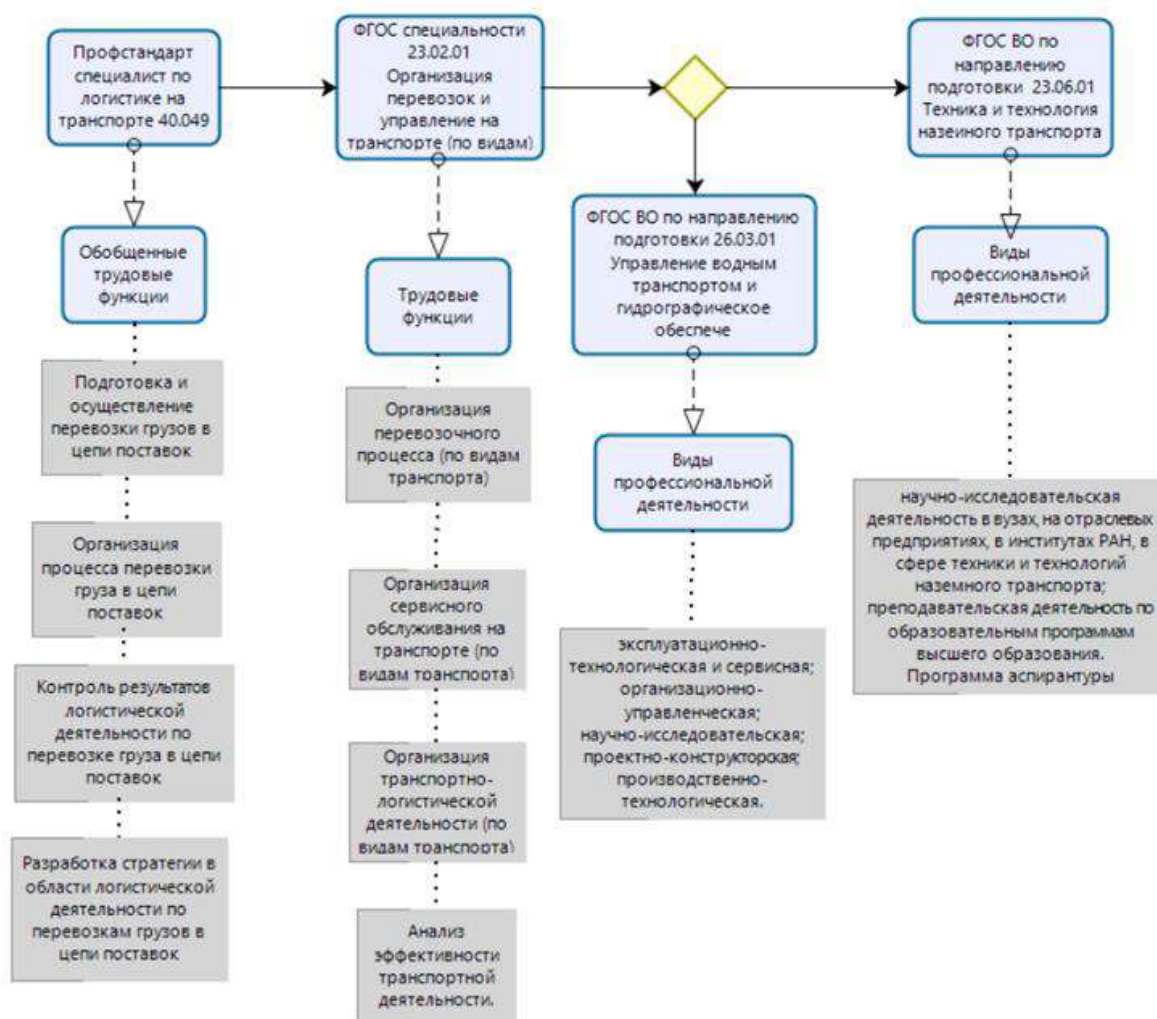 Профстандарт
специалист по
логистике на
транспорте 40.049
ФГОС специальности
23.02.01
Организация
перевозок и
управление на
транспорте (по видам)
ФГОС ВО по
направлению
подготовки 23.06.01
Техника и технология
назеиного транспорта
ФГОС ВО по направлению
подготовки 26.03.01
Управление водным
транспортом и
гидрографическое
обеспече
Обобщенные
трудовые
функции
Трудовые
функции
Виды
профессиональной
деятельности
Виды
профессиональной
деятельности
Подготовка и
осуществление
перевозки грузов в
цепи поставок
Организация
процесса перевозки
груза в цепи
поставок
Контроль результатов
логистической
деятельности по
перевозке груза в цепи
поставок
Разработка стратегии в
области логистической
деятельности по
перевозкам грузов в
цепи поставок
Организация
перевозочного
процесса (по видам
транспорта)
Организация
сервисного
обслуживания на
транспорте (по
видам транспорта)
Организация
транспортно-
логистической
деятельности (по
видам транспорта)
Анализ
эффективности
транспортной
деятельности.
эксплуатационно-
технологическая и сервисная;
организационно-
управленческая;
научно-исследовательская;
проектно-конструкторская;
производственно-
технологическая.
научно-исследовательская
деятельность в вузах, на отраслевых
предприятиях, в институтах РАН, в
сфере техники и технологий
наземного транспорта;
преподавательская деятельность по
образовательным программам
высшего образования.
Программа аспирантуры